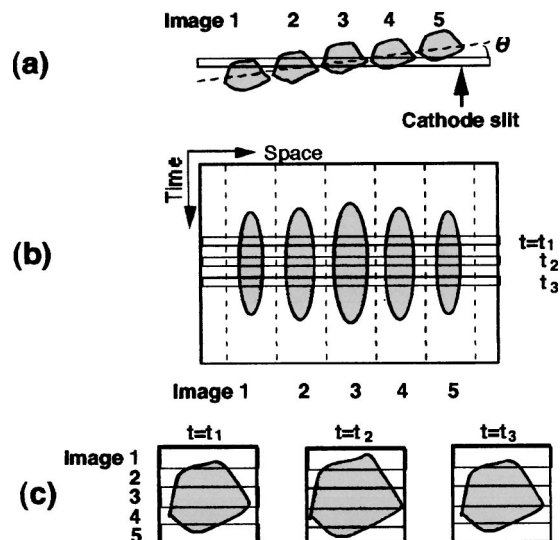 Image 1 2 3 4 5
(a)
θ
Cathode slit
Space
Time
(b)
t=t1
t2
t3
Image 1 2 3 4 5
t=t1 t=t2 t=t3
(c)
Image 1
2
3
4
5